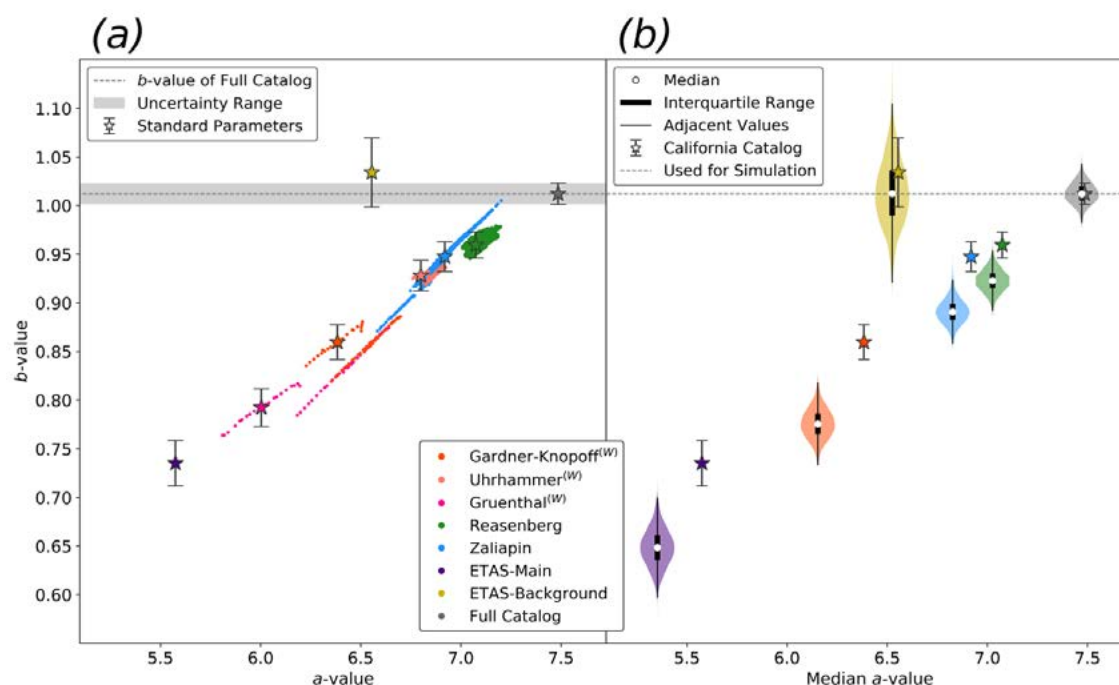 (a)
(b)
b-value of Full Catalog
Uncertainty Range
Standard Parameters
Median
Interquartile Range
Adjacent Values
California Catalog
Used for Simulation
b-value
1.10
1.05
1.00
0.95
0.90
0.85
0.80
0.75
0.70
0.65
0.60
Gardner-Knopoff(W)
Uhrhammer(W)
Gruenthal(W)
Reasenberg
Zaliapin
ETAS-Main
ETAS-Background
Full Catalog
5.5 6.0 6.5 7.0 7.5
a-value
5.5 6.0 6.5 7.0 7.5
Median a-value